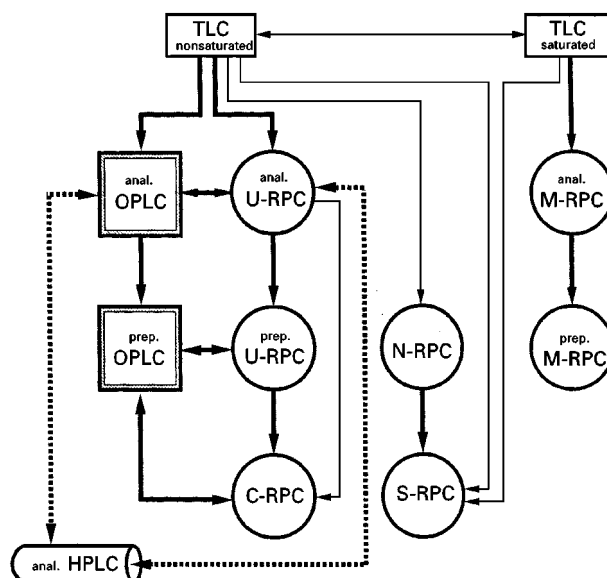 TLC
nonsaturated
TLC
saturated
anal.
OPLC
anal.
U-RPC
anal.
M-RPC
prep.
OPLC
prep.
U-RPC
N-RPC
prep.
M-RPC
C-RPC
S-RPC
anal. HPLC